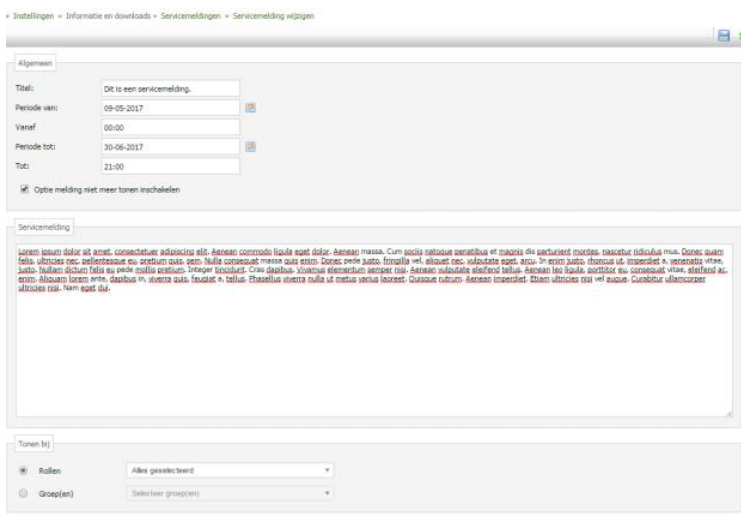 » Instellingen » Informatie en downloads » Servicemeldingen » Servicemelding wijzigen
Algemeen
Titel: Dit is een servicemelding.
Periode van: 09-05-2017
Vanaf 00:00
Periode tot: 30-06-2017
Tot: 21:00
Optie melding niet meer tonen inschakelen
Servicemelding
Lorem ipsum dolor sit amet, consectetuer adipiscing elit. Aenean commodo ligula eget dolor. Aenean massa. Cum sociis natoque penatibus et magnis dis parturient montes, nascetur ridiculus mus. Donec quam
felis, ultricies nec, pellentesque eu, pretium quis, sem. Nulla consequat massa quis enim. Donec pede justo, fringilla vel, aliquet nec, vulputate eget, arcu. In enim justo, rhoncus ut, imperdiet a, venenatis vitae,
justo. Nullam dictum felis eu pede mollis pretium. Integer tincidunt. Cras dapibus. Vivamus elementum semper nisi. Aenean vulputate eleifend tellus. Aenean leo ligula, porttitor eu, consequat vitae, eleifend ac,
enim. Aliquam lorem ante, dapibus in, viverra quis, feugiat a, tellus. Phasellus viverra nulla ut metus varius laoreet. Quisque rutrum. Aenean imperdiet. Etiam ultricies nisi vel augue. Curabitur ullamcorper
ultricies nisi. Nam eget dui.
Tonen bij
Rollen Alles geselecteerd
Groep(en) Selecteer groep(en)